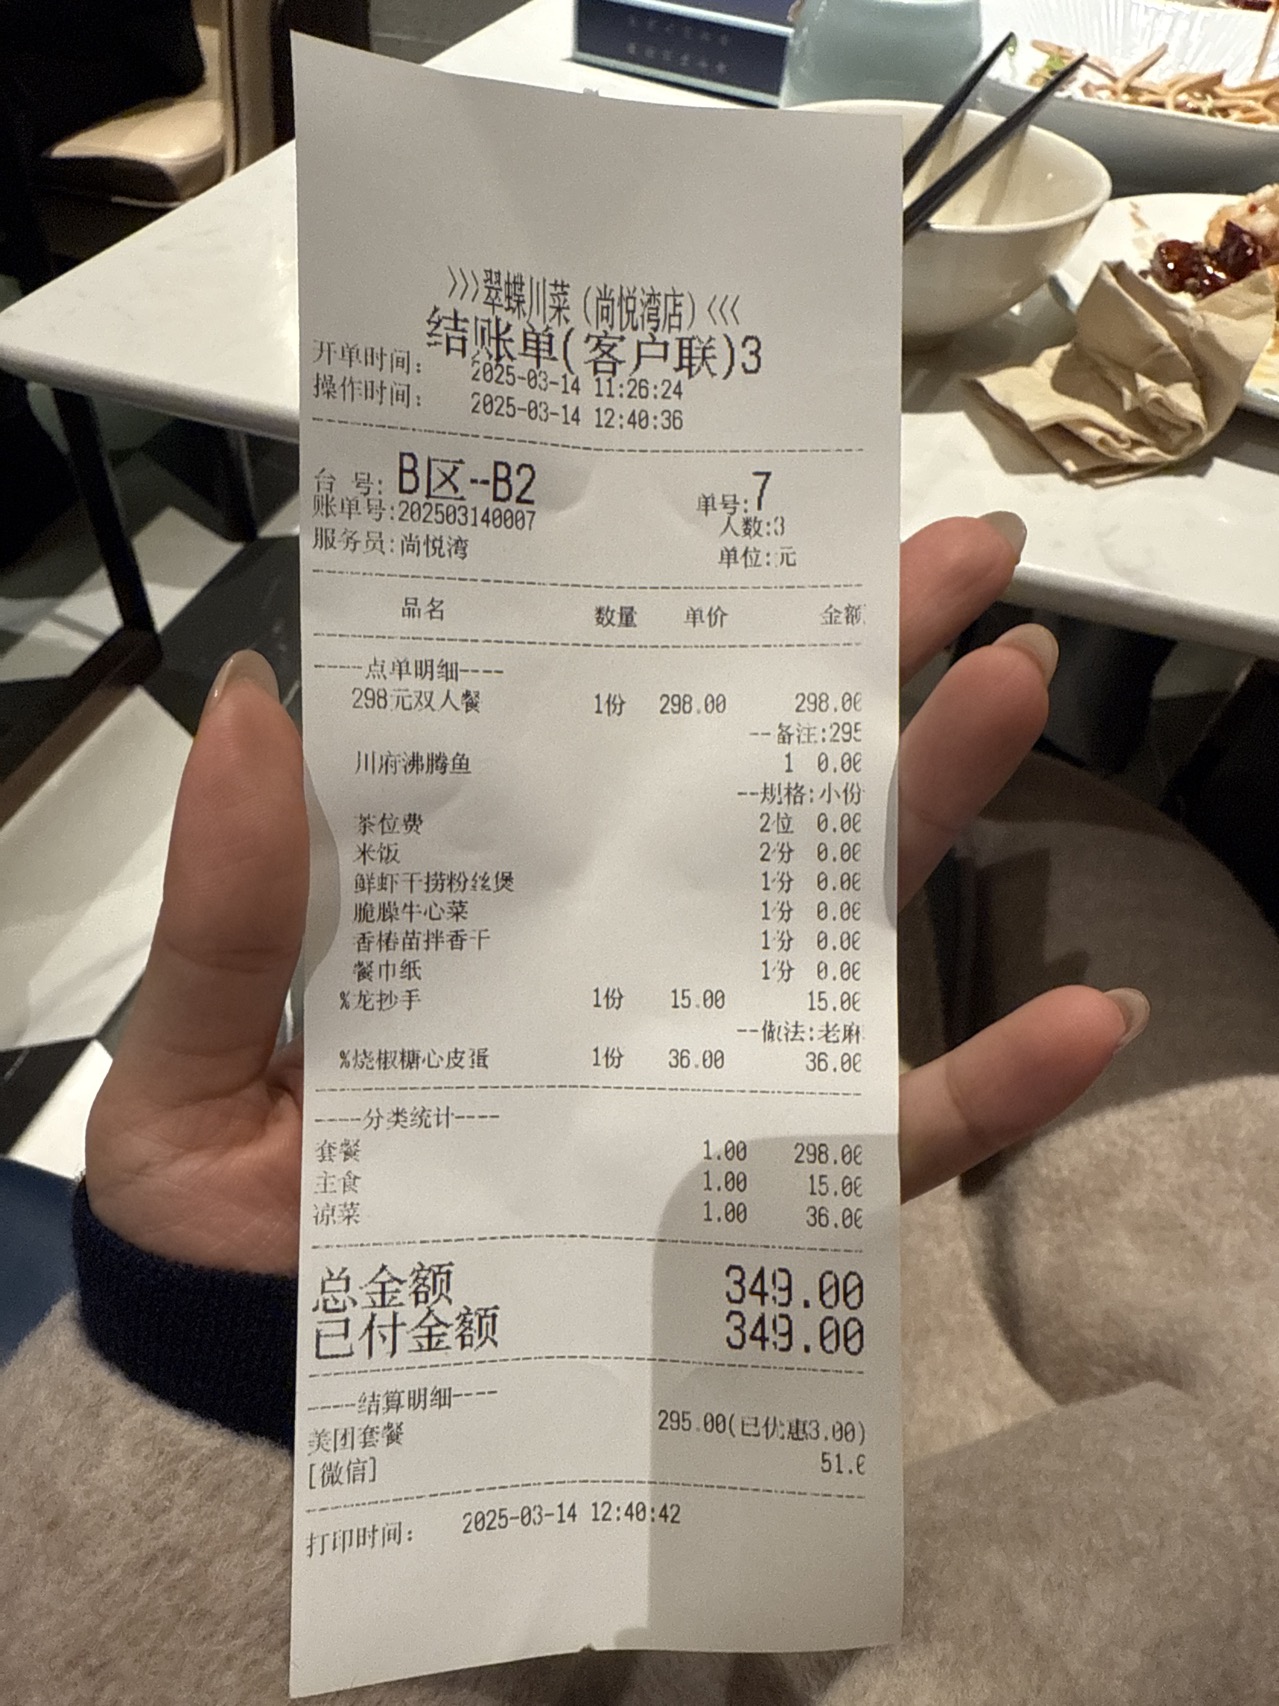 >>>翠蝶川菜(尚悦湾店)<<<
结账单(客户联)3
开单时间: 2025-03-14 11:26:24
操作时间: 2025-03-14 12:40:36
台 号: B区--B2 单号:7
账单号:202503140007 人数:3
服务员:尚悦湾 单位:元
品名 数量 单价 金额
----点单明细----
298元双人餐 1份 298.00 298.00
--备注:295
川府沸腾鱼 1 0.00
--规格:小份
茶位费 2位 0.00
米饭 2分 0.00
鲜虾干捞粉丝煲 1分 0.00
脆臊牛心菜 1分 0.00
香椿苗拌香干 1分 0.00
餐巾纸 1分 0.00
%龙抄手 1份 15.00 15.00
--做法:老麻
%烧椒糖心皮蛋 1份 36.00 36.00
----分类统计----
套餐 1.00 298.00
主食 1.00 15.00
凉菜 1.00 36.00
总金额 349.00
已付金额 349.00
----结算明细----
美团套餐 295.00(已优惠3.00)
[微信] 51.0
打印时间: 2025-03-14 12:40:42